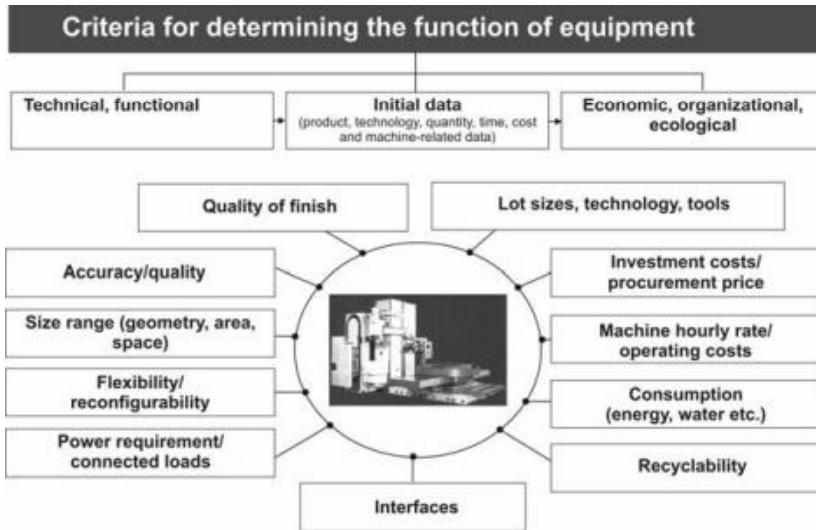 Criteria for determining the function of equipment
Technical, functional
Initial data
(product, technology, quantity, time, cost
and machine-related data)
Economic, organizational,
ecological
Quality of finish
Lot sizes, technology, tools
Accuracy/quality
Investment costs/
procurement price
Size range (geometry, area,
space)
Machine hourly rate/
operating costs
Flexibility/
reconfigurability
Consumption
(energy, water etc.)
Power requirement/
connected loads
Recyclability
Interfaces